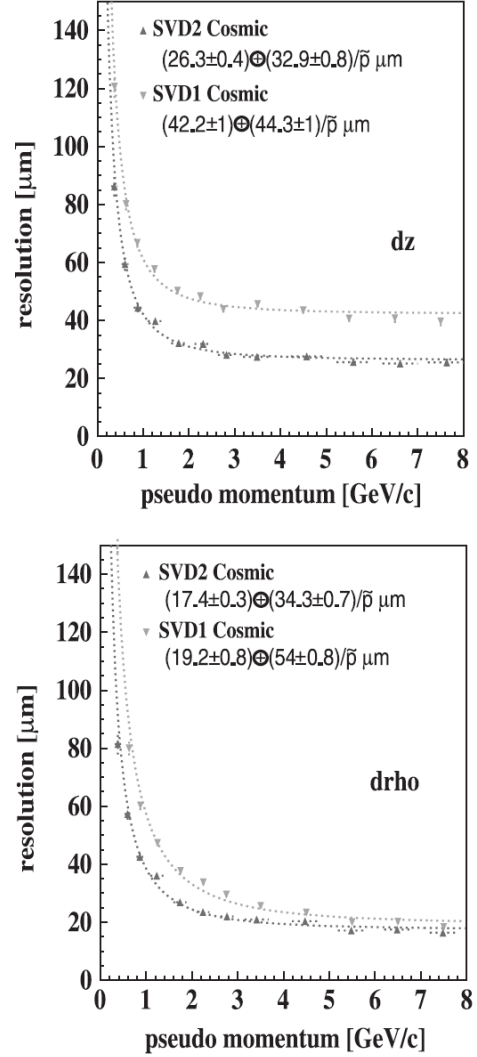 140
120
100
80
60
40
20
0
resolution [μm]
SVD2 Cosmic
(26.3±0.4)⊕(32.9±0.8)/p̃ μm
SVD1 Cosmic
(42.2±1)⊕(44.3±1)/p̃ μm
dz
0 1 2 3 4 5 6 7 8
pseudo momentum [GeV/c]
140
120
100
80
60
40
20
0
resolution [μm]
SVD2 Cosmic
(17.4±0.3)⊕(34.3±0.7)/p̃ μm
SVD1 Cosmic
(19.2±0.8)⊕(54±0.8)/p̃ μm
drho
0 1 2 3 4 5 6 7 8
pseudo momentum [GeV/c]